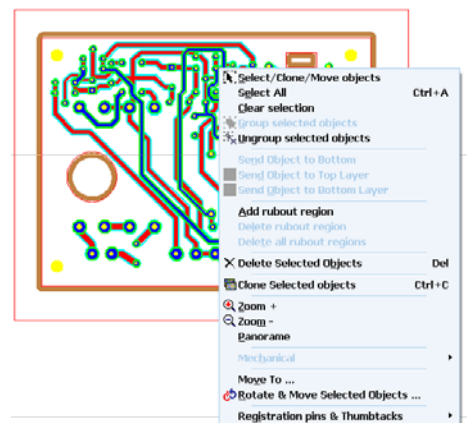 Select/Clone/Move objects
Select All Ctrl+A
Clear selection
Group selected objects
Ungroup selected objects
Send Object to Bottom
Send Object to Top Layer
Send Object to Bottom Layer
Add rubout region
Delete rubout region
Delete all rubout regions
Delete Selected Objects Del
Clone Selected objects Ctrl+C
Zoom +
Zoom -
Panorame
Mechanical
Move To ...
Rotate & Move Selected Objects ...
Registration pins & Thumbtacks